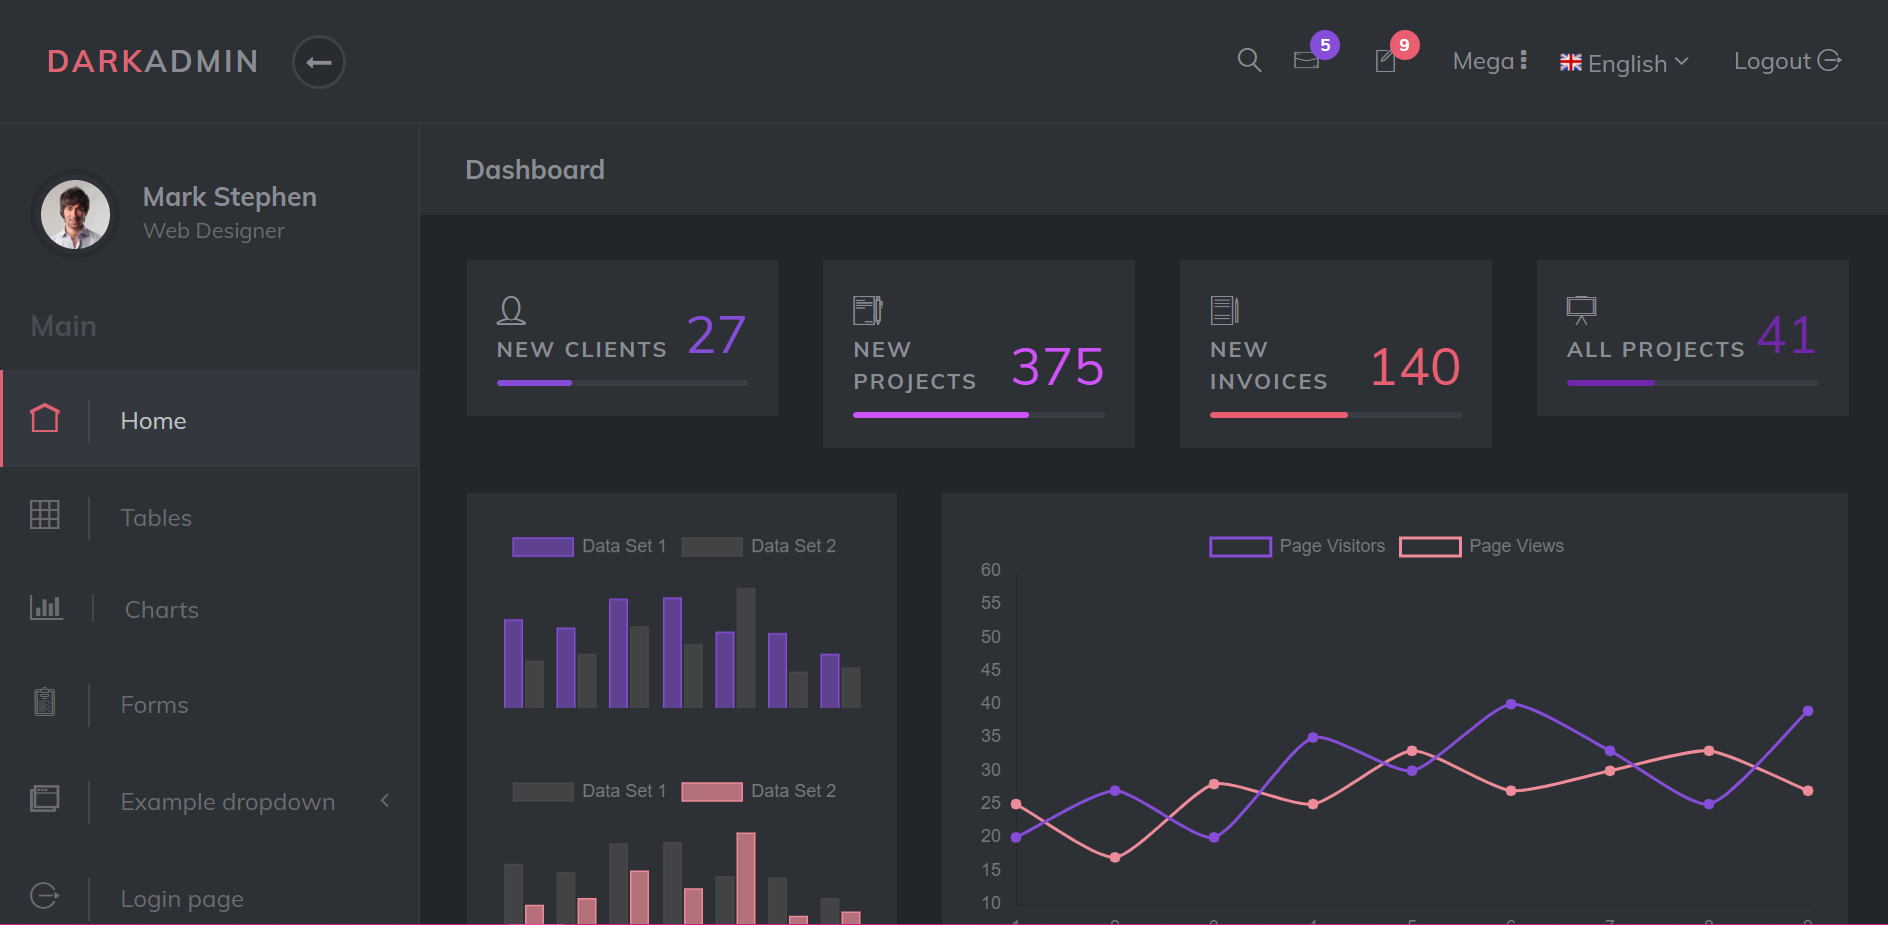 DARKADMIN
5
9
Mega
English
Logout
Mark Stephen
Web Designer
Main
Home
Tables
Charts
Forms
Example dropdown
Login page
Dashboard
NEW CLIENTS
27
NEW
PROJECTS
375
NEW
INVOICES
140
ALL PROJECTS
41
Data Set 1 Data Set 2
Data Set 1 Data Set 2
Page Visitors Page Views
60
55
50
45
40
35
30
25
20
15
10